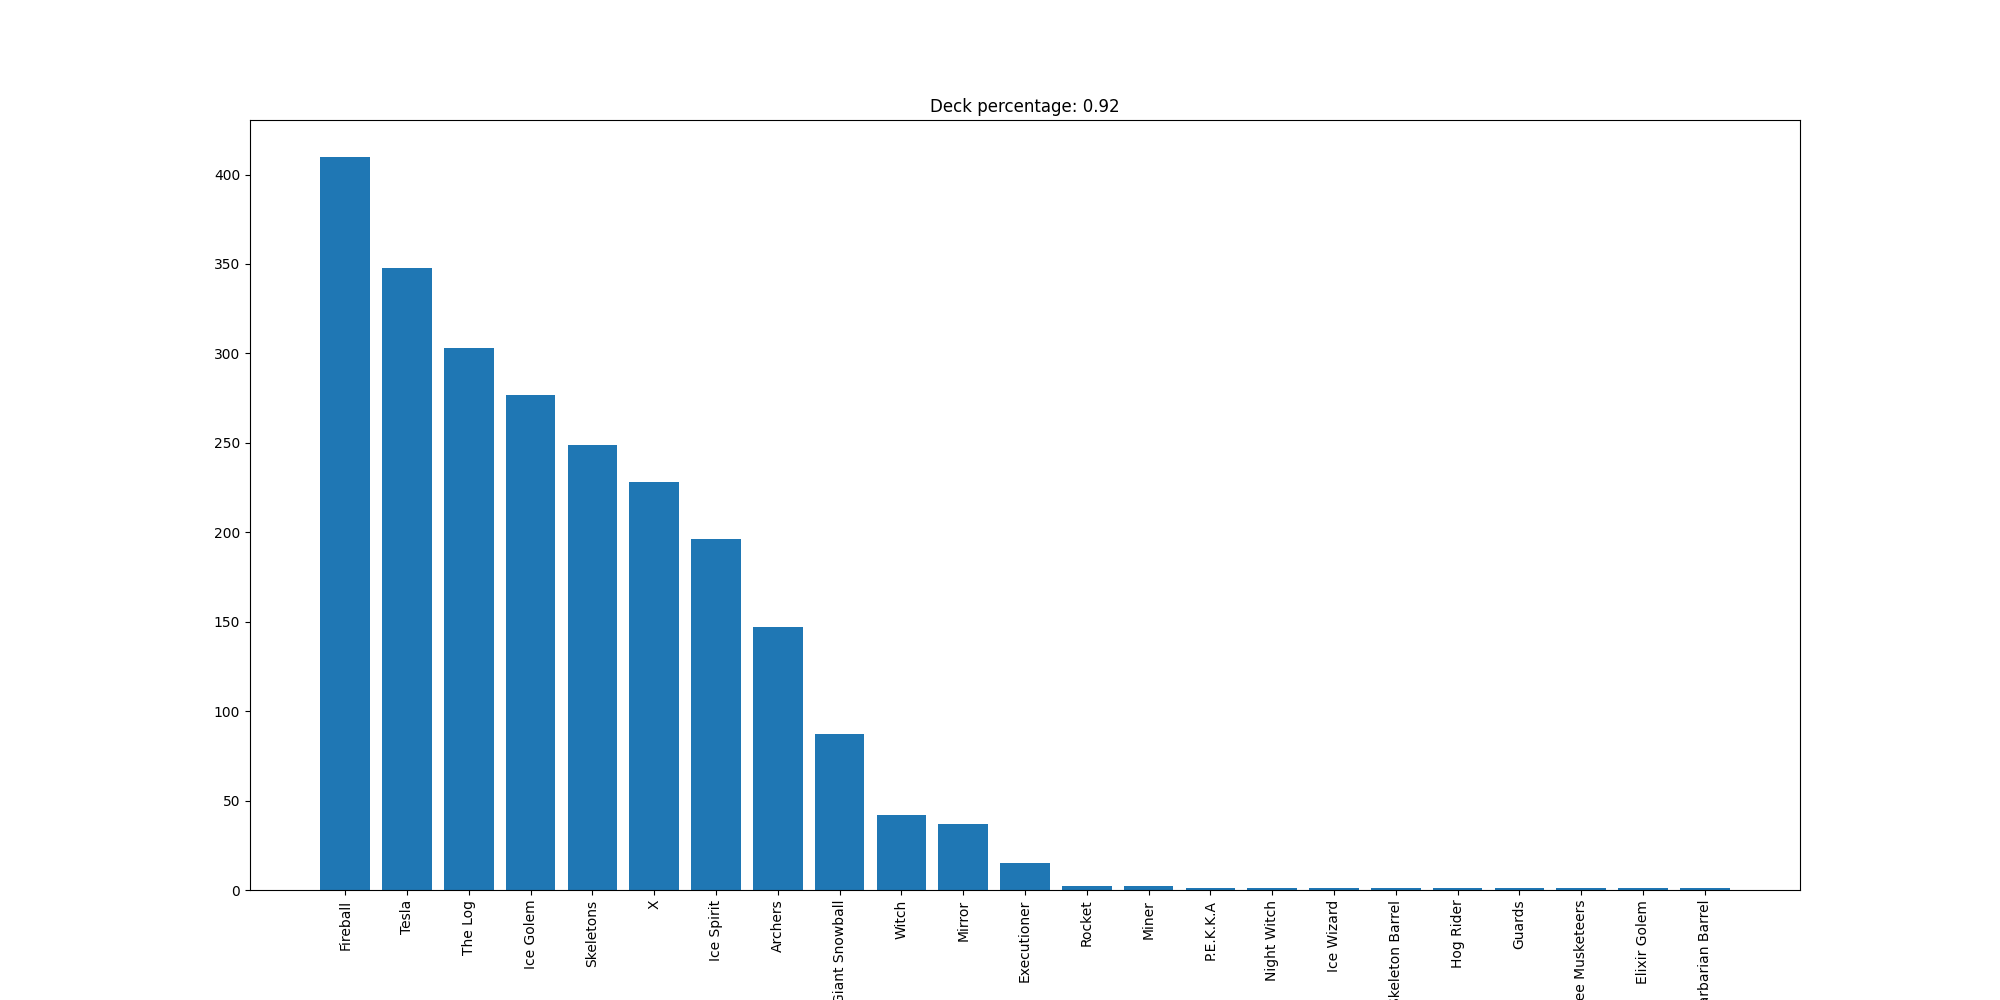 Deck percentage: 0.92
400
350
300
250
200
150
100
50
0
Fireball
Tesla
The Log
Ice Golem
Skeletons
X
Ice Spirit
Archers
Giant Snowball
Witch
Mirror
Executioner
Rocket
Miner
P.E.K.K.A
Night Witch
Ice Wizard
Skeleton Barrel
Hog Rider
Guards
ee Musketeers
Elixir Golem
arbarian Barrel